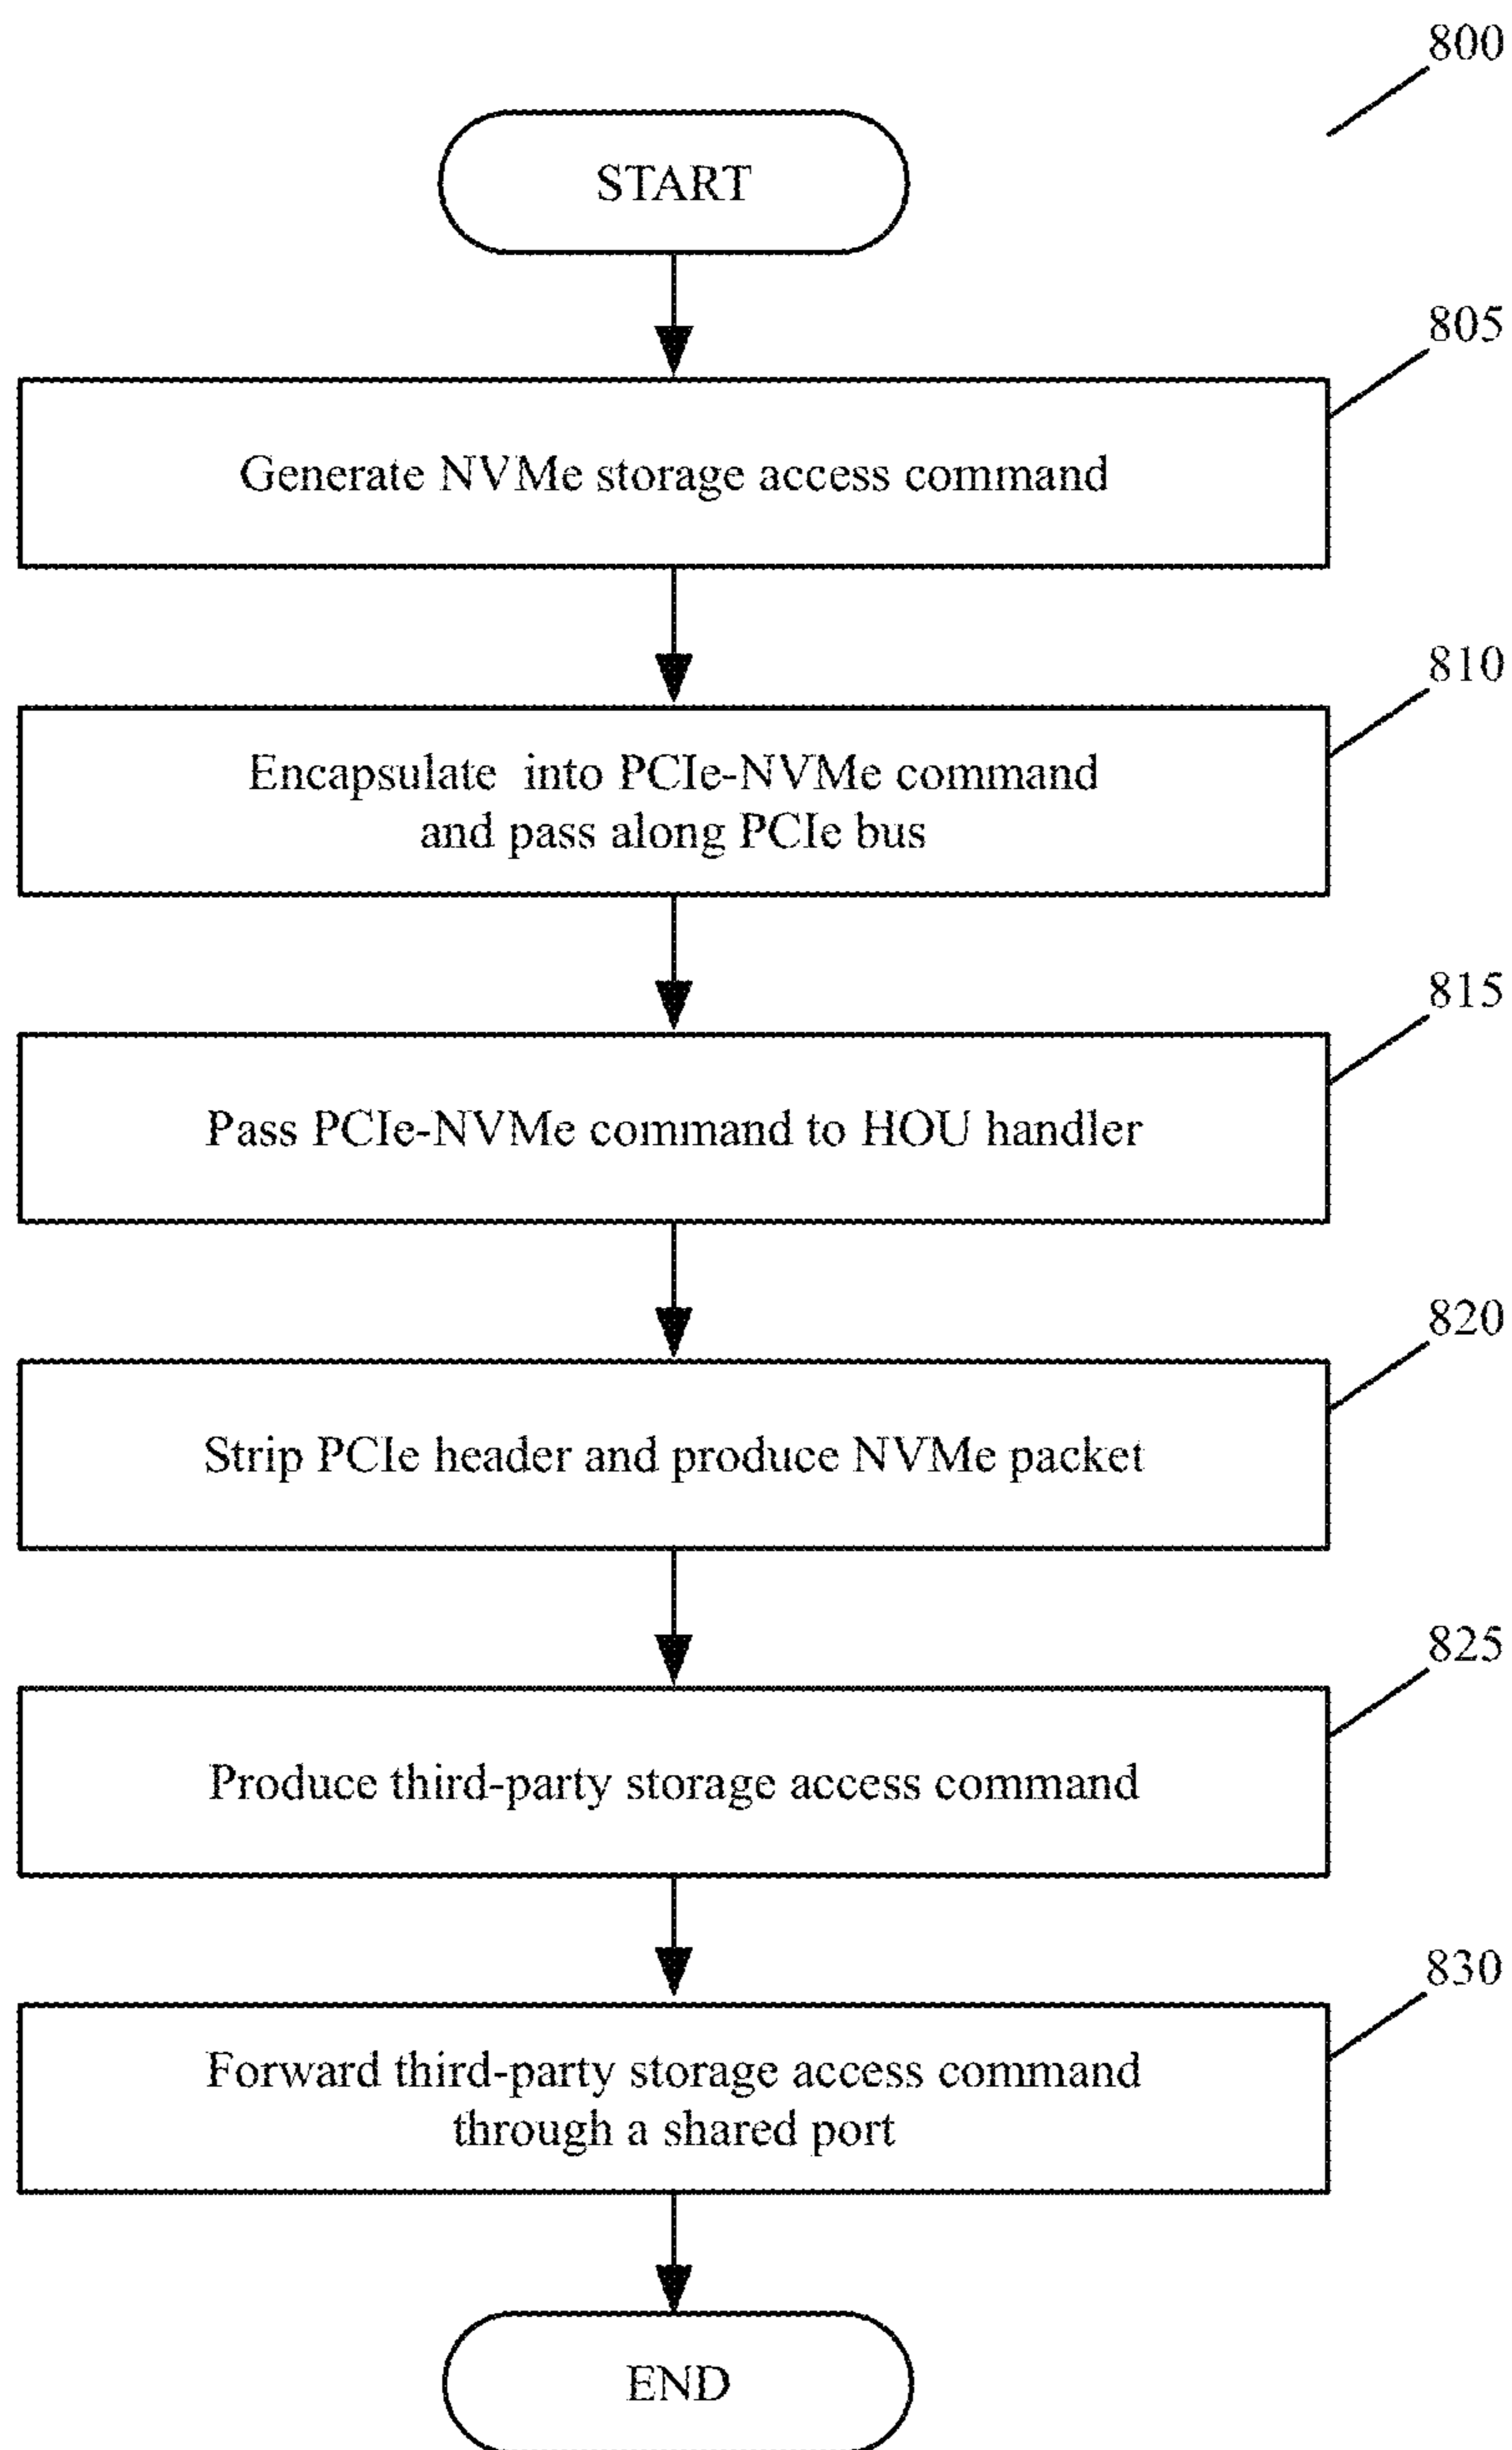 800
START
805
Generate NVMe storage access command
810
Encapsulate into PCIe-NVMe command
and pass along PCIe bus
815
Pass PCIe-NVMe command to HOU handler
820
Strip PCIe header and produce NVMe packet
825
Produce third-party storage access command
830
Forward third-party storage access command
through a shared port
END